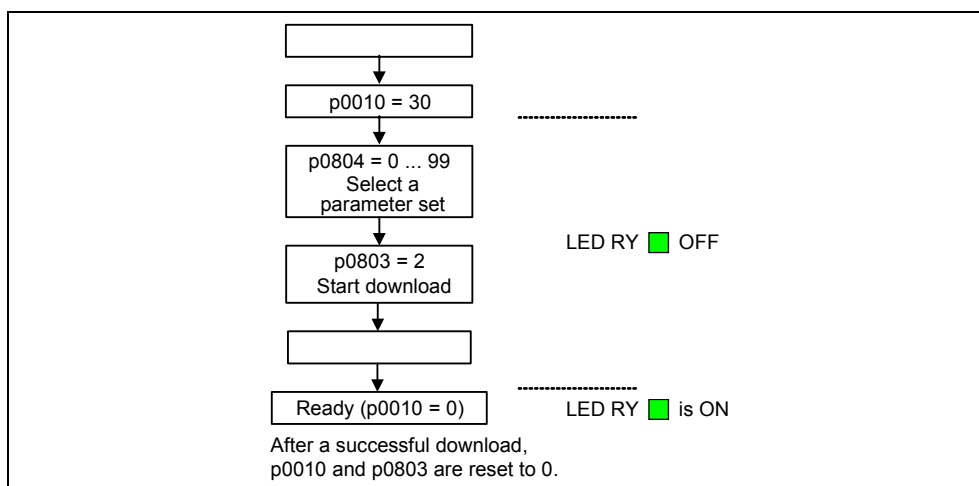 p0010 = 30
p0804 = 0 ... 99
Select a
parameter set
LED RY OFF
p0803 = 2
Start download
Ready (p0010 = 0)
LED RY is ON
After a successful download,
p0010 and p0803 are reset to 0.